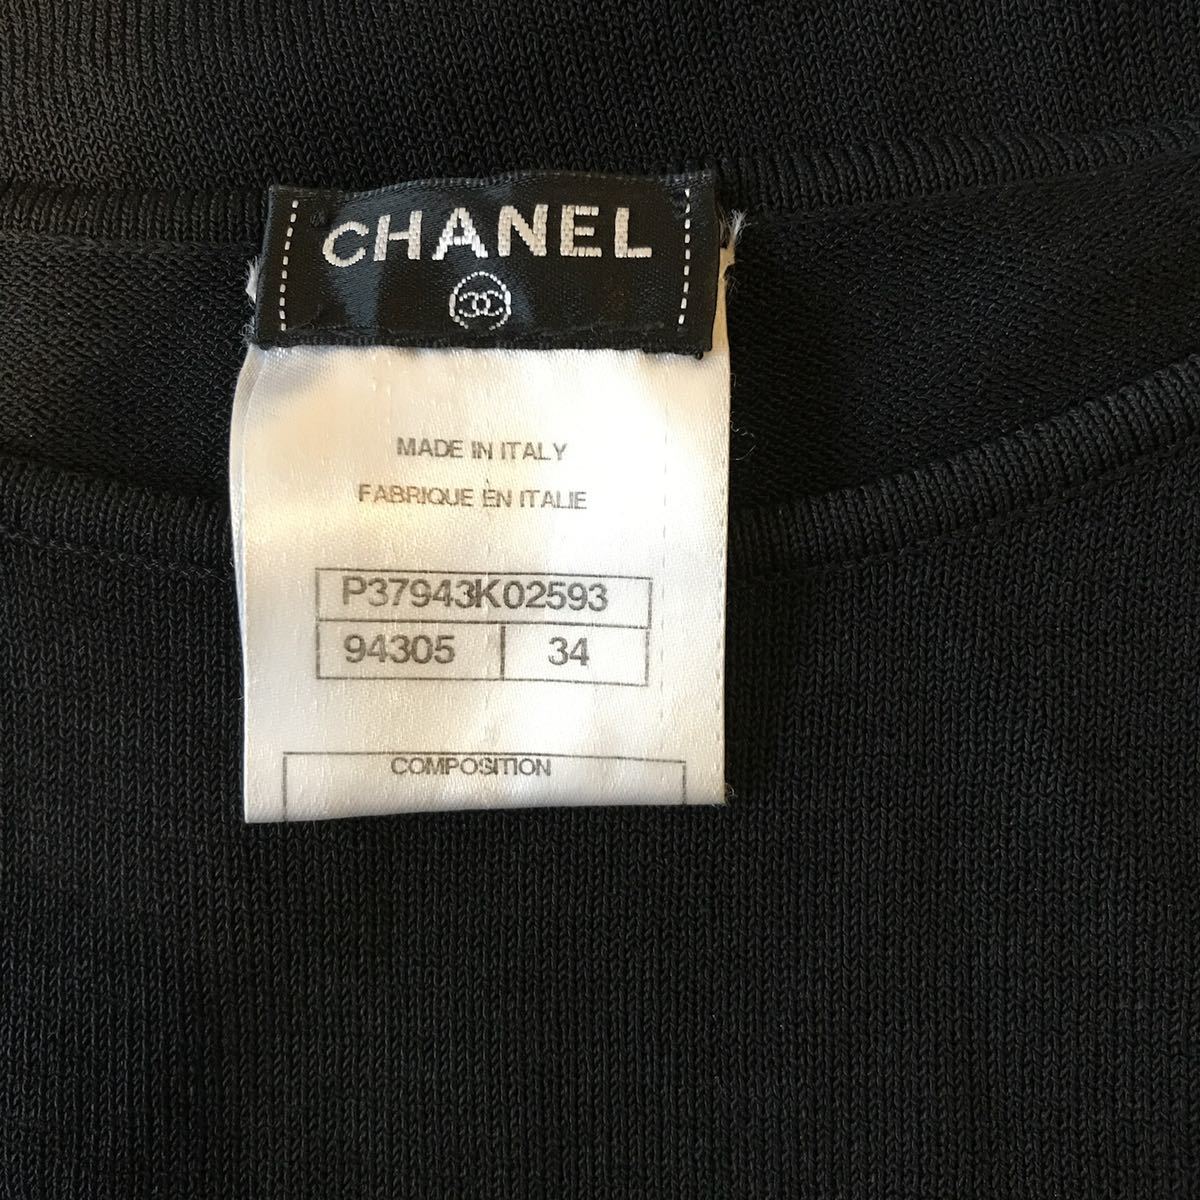 CHANEL
MADE IN ITALY
FABRIQUE EN ITALIE
P37943K02593
94305 34
COMPOSITION